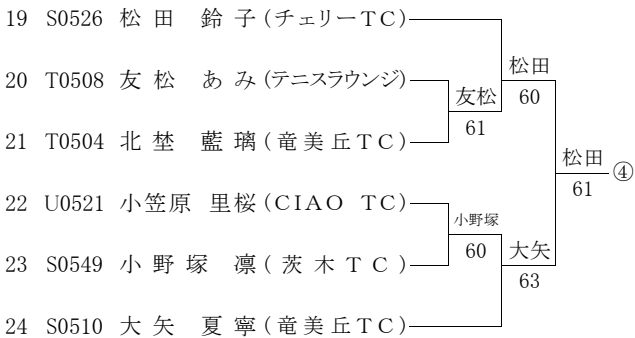 19 S0526 松田 鈴子(チェリーTC)
松田
20 T0508 友松 あみ(テニスラウンジ)
友松
60
61
21 T0504 北埜 藍璃(竜美丘TC)
松田
④
61
22 U0521 小笠原 里桜(CIAO TC)
小野塚
60
大矢
23 S0549 小野塚 凛(茨木TC)
63
24 S0510 大矢 夏寧(竜美丘TC)